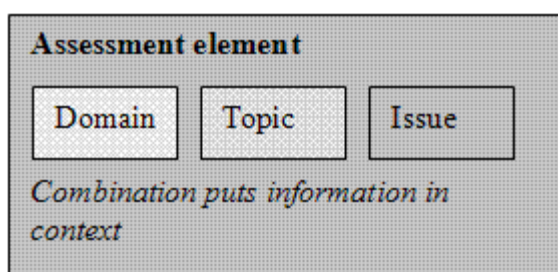 Assessment element
Domain Topic Issue
Combination puts information in
context